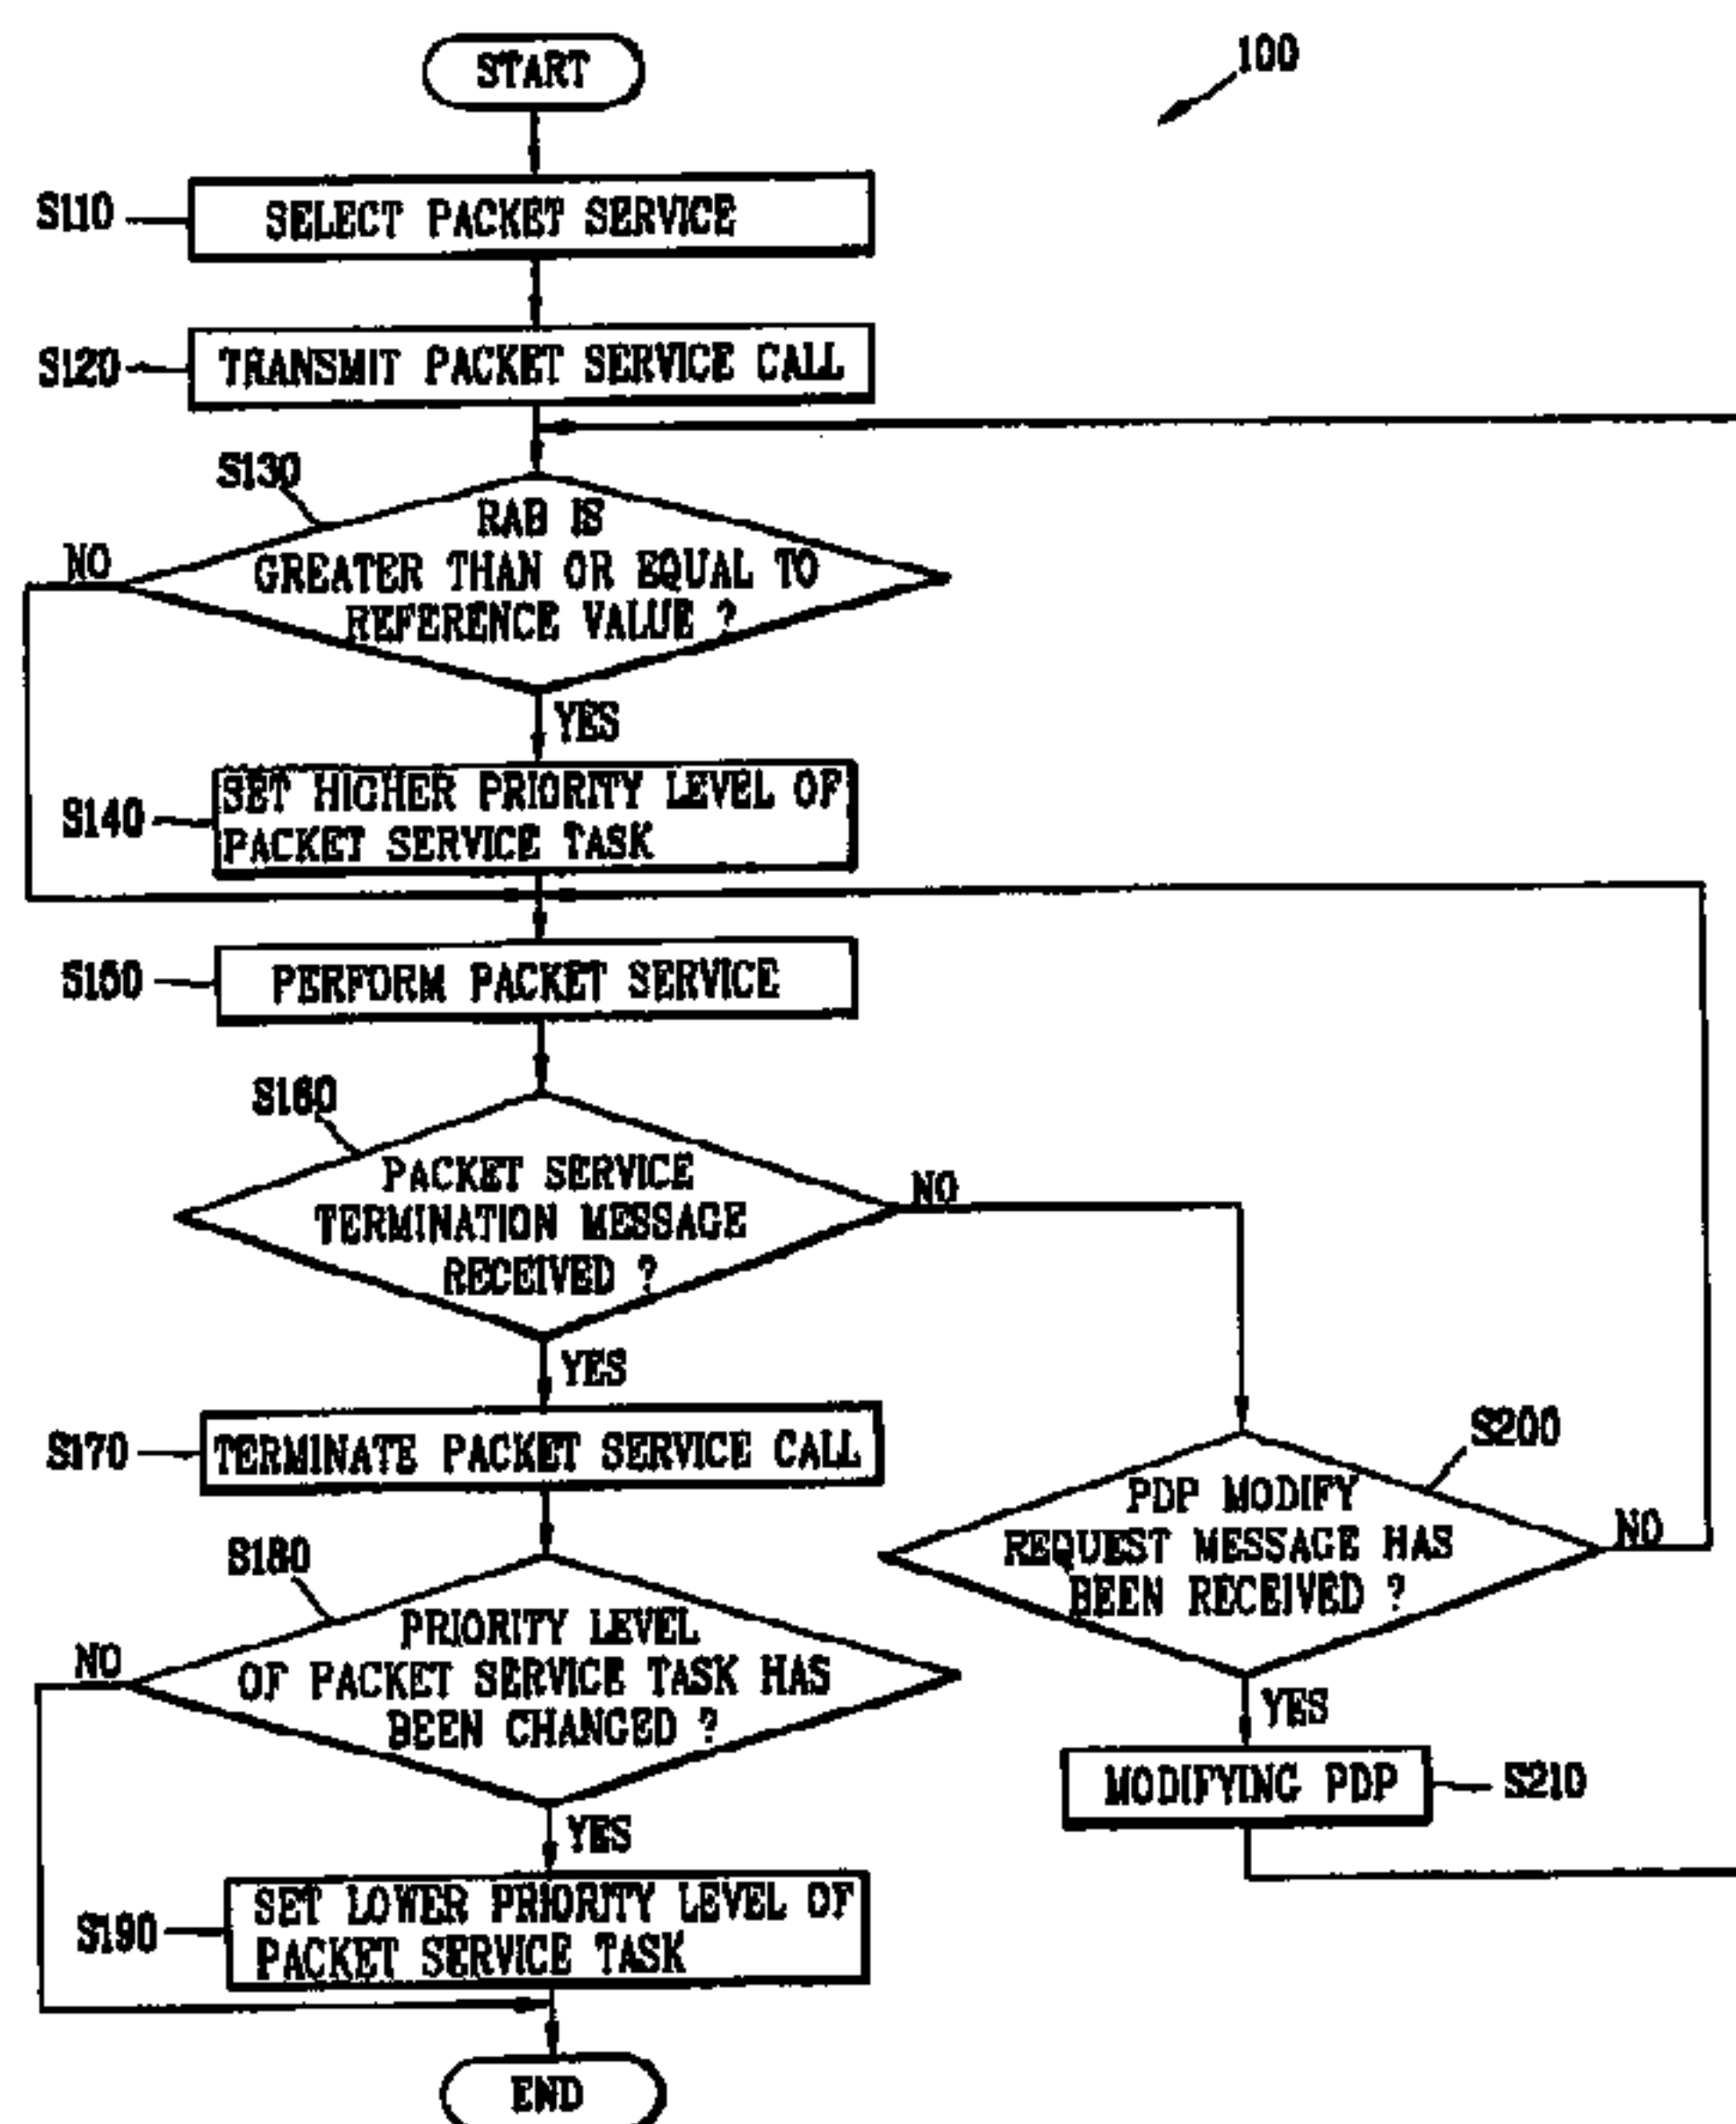 START
100
S110
SELECT PACKET SERVICE
S120
TRANSMIT PACKET SERVICE CALL
S130
RAB IS
GREATER THAN OR EQUAL TO
REFERENCE VALUE ?
NO
YES
S140
SET HIGHER PRIORITY LEVEL OF
PACKET SERVICE TASK
S150
PERFORM PACKET SERVICE
S160
PACKET SERVICE
TERMINATION MESSAGE
RECEIVED ?
NO
YES
S170
TERMINATE PACKET SERVICE CALL
S200
PDP MODIFY
REQUEST MESSAGE HAS
BEEN RECEIVED ?
NO
YES
S180
PRIORITY LEVEL
OF PACKET SERVICE TASK HAS
BEEN CHANGED ?
NO
YES
MODIFYING PDP
S210
S190
SET LOWER PRIORITY LEVEL OF
PACKET SERVICE TASK
END